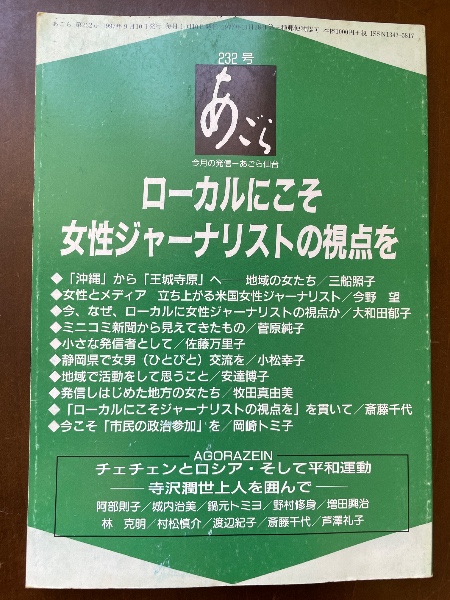 232号
あごら
今月の発信ーあごら仙台
ローカルにこそ
女性ジャーナリストの視点を
◆「沖縄」から「王城寺原」へ── 地域の女たち/三船照子
◆女性とメディア 立ち上がる米国女性ジャーナリスト/今野 望
◆今、なぜ、ローカルに女性ジャーナリストの視点か/大和田郁子
◆ミニコミ新聞から見えてきたもの/菅原純子
◆小さな発信者として/佐藤万里子
◆静岡県で女男(ひとびと)交流を/小松幸子
◆地域で活動をして思うこと/安達博子
◆発信しはじめた地方の女たち/牧田真由美
◆「ローカルにこそジャーナリストの視点を」を貫いて/斎藤千代
◆今こそ「市民の政治参加」を/岡崎トミ子
AGORAZEIN
チェチェンとロシア・そして平和運動
──寺沢潤世上人を囲んで──
阿部則子/城内治美/鍋元トミヨ/野村修身/増田興治
林 克明/村松慎介/渡辺紀子/斎藤千代/芦澤礼子